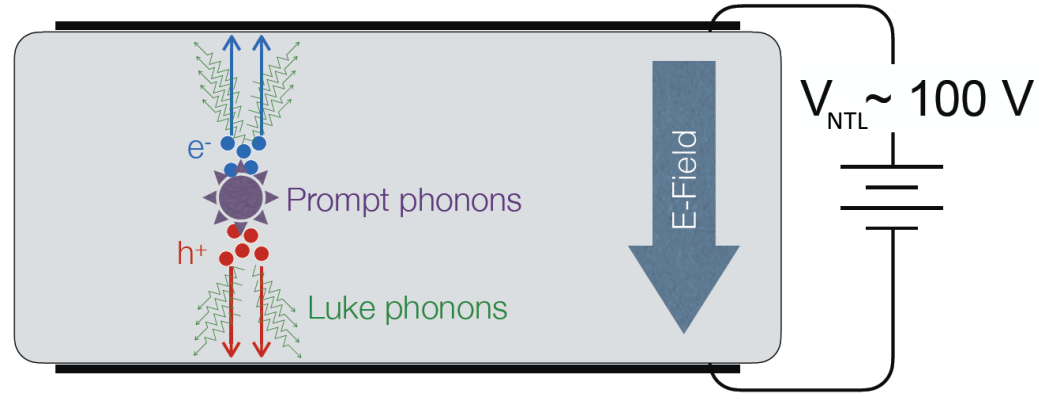 V_NTL ~ 100 V
e⁻
E-Field
Prompt phonons
h⁺
Luke phonons